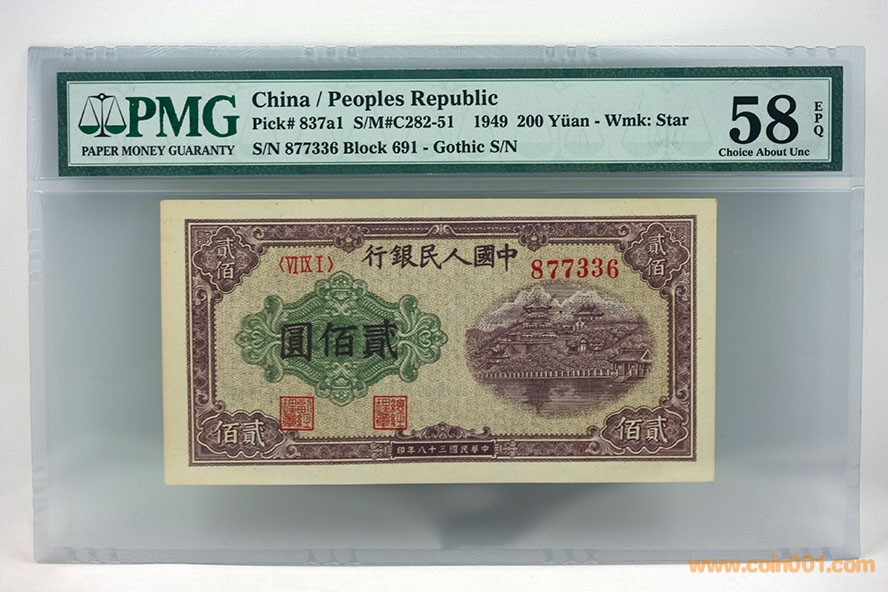 PMG
PAPER MONEY GUARANTY
China / Peoples Republic
Pick# 837a1 S/M#C282-51 1949 200 Yüan - Wmk: Star
S/N 877336 Block 691 - Gothic S/N
58
EPQ
Choice About Unc
行銀民人國中
〈VI IX I〉
877336
貳佰
貳佰
圓佰貳
佰貳
佰貳
印年八十三國民華中
www.coin001.com